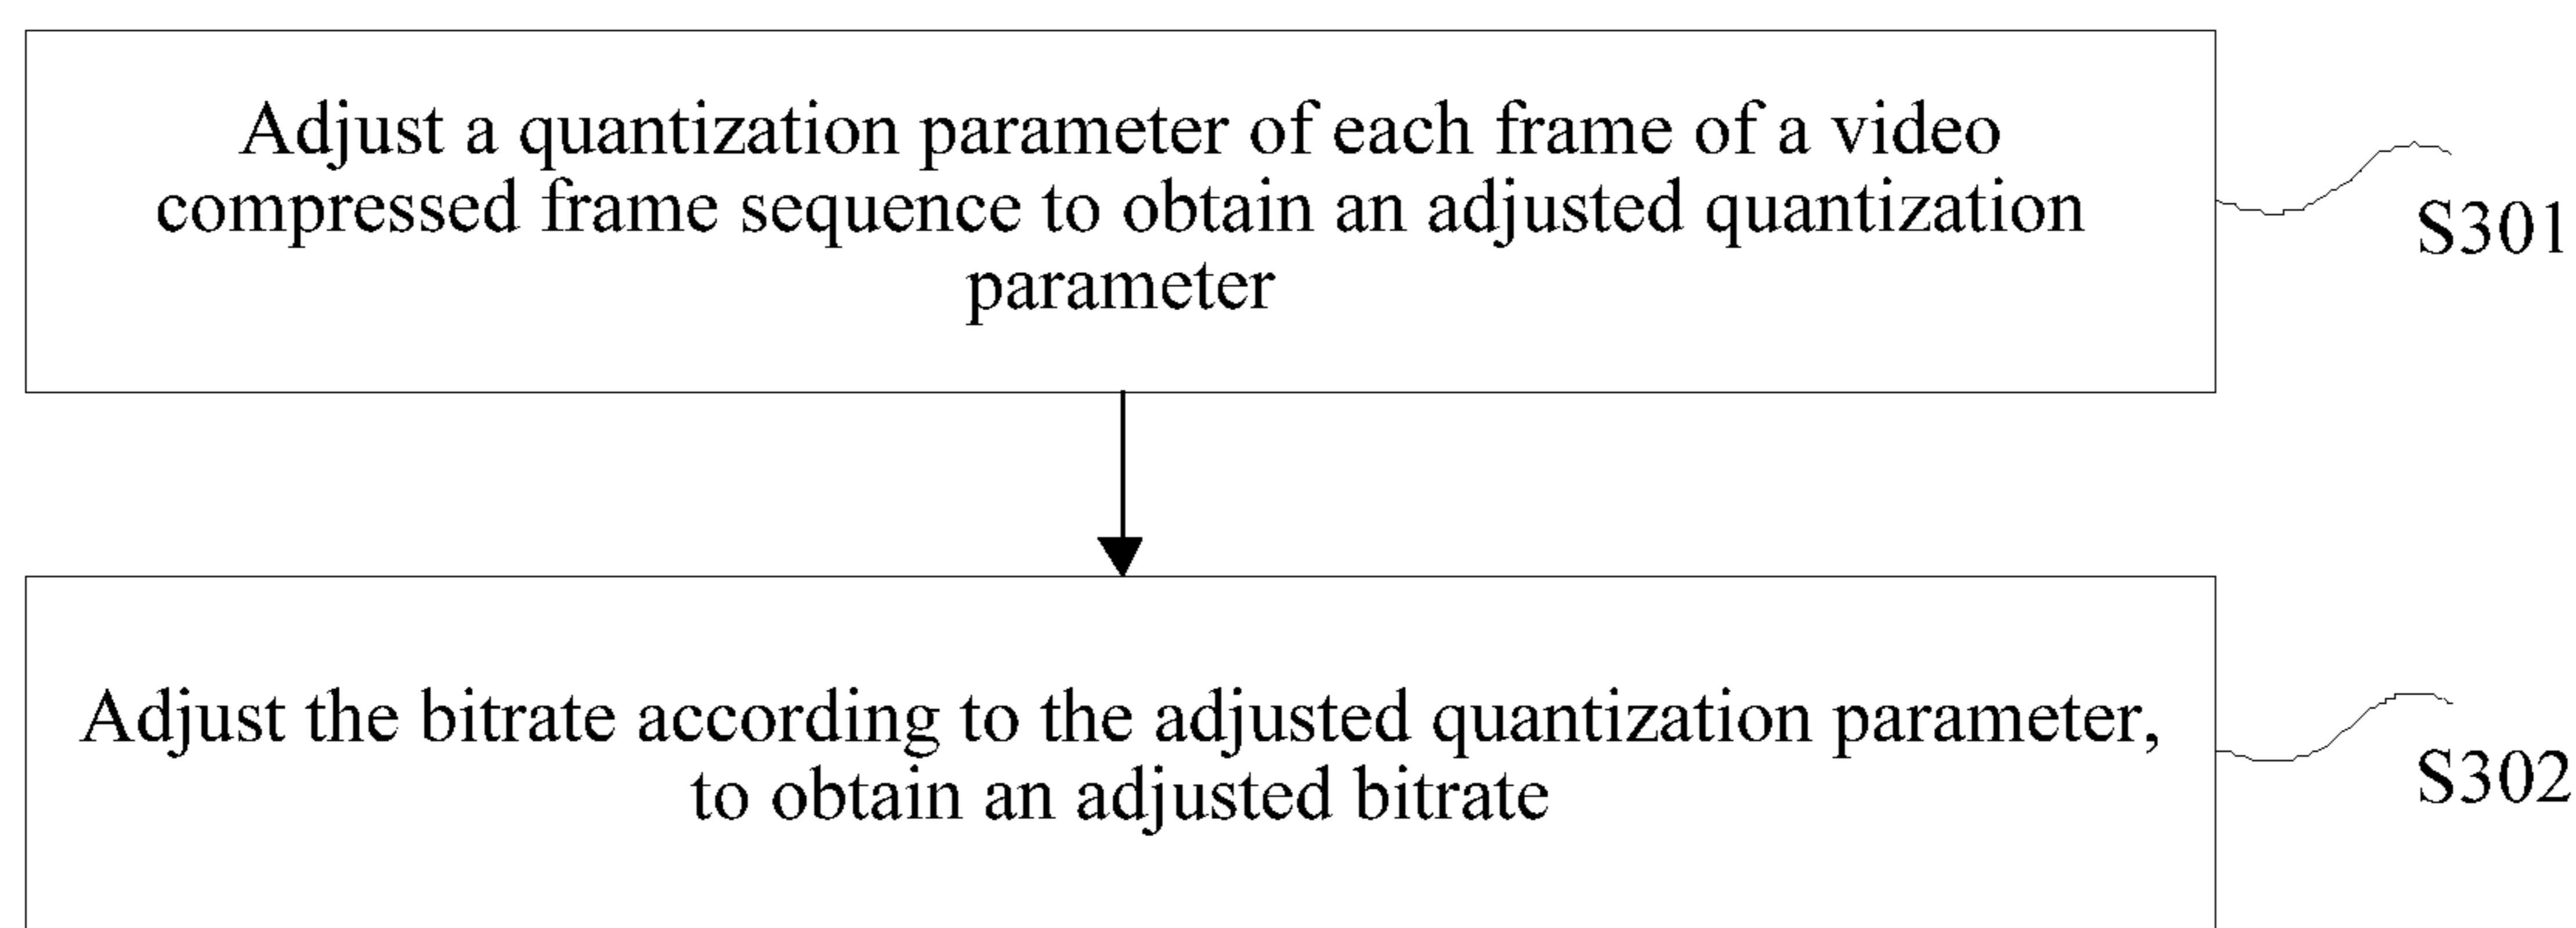 Adjust a quantization parameter of each frame of a video
compressed frame sequence to obtain an adjusted quantization
parameter
S301
Adjust the bitrate according to the adjusted quantization parameter,
to obtain an adjusted bitrate
S302